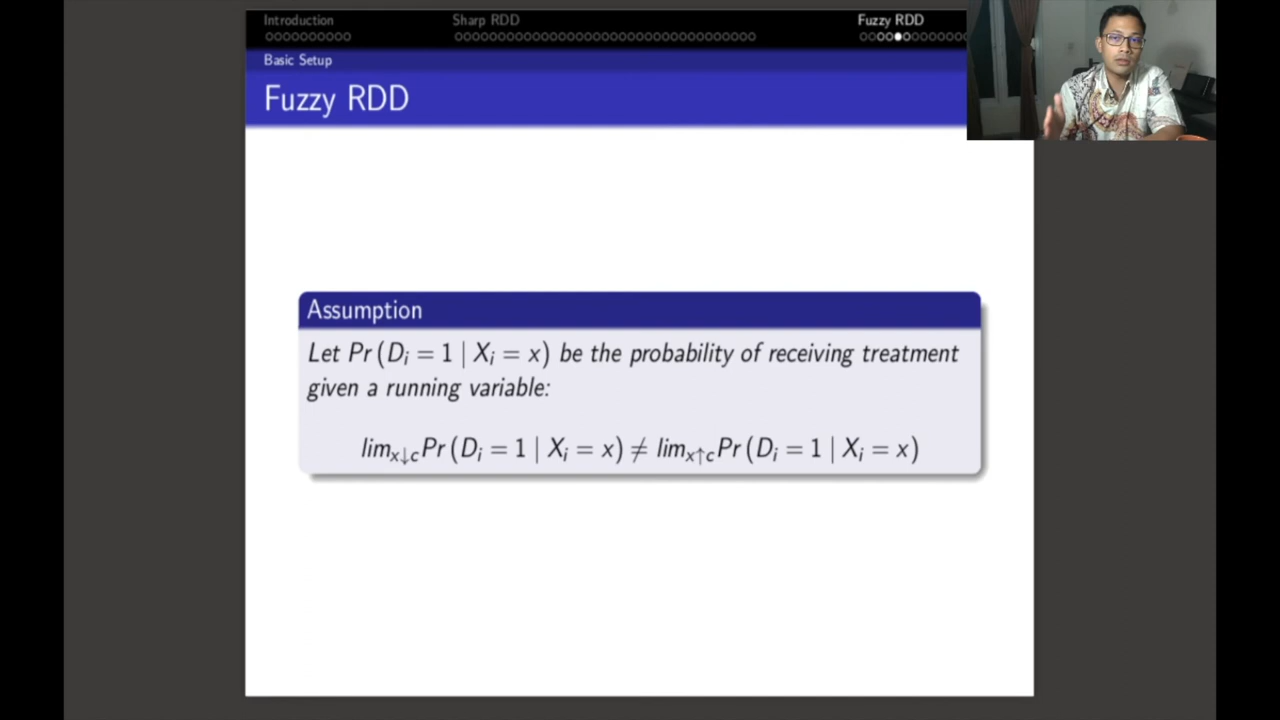 Introduction
Sharp RDD
Fuzzy RDD
Basic Setup
Fuzzy RDD
Assumption
Let Pr(D_i = 1 | X_i = x) be the probability of receiving treatment
given a running variable:
lim_{x↓c}Pr(D_i = 1 | X_i = x) ≠ lim_{x↑c}Pr(D_i = 1 | X_i = x)